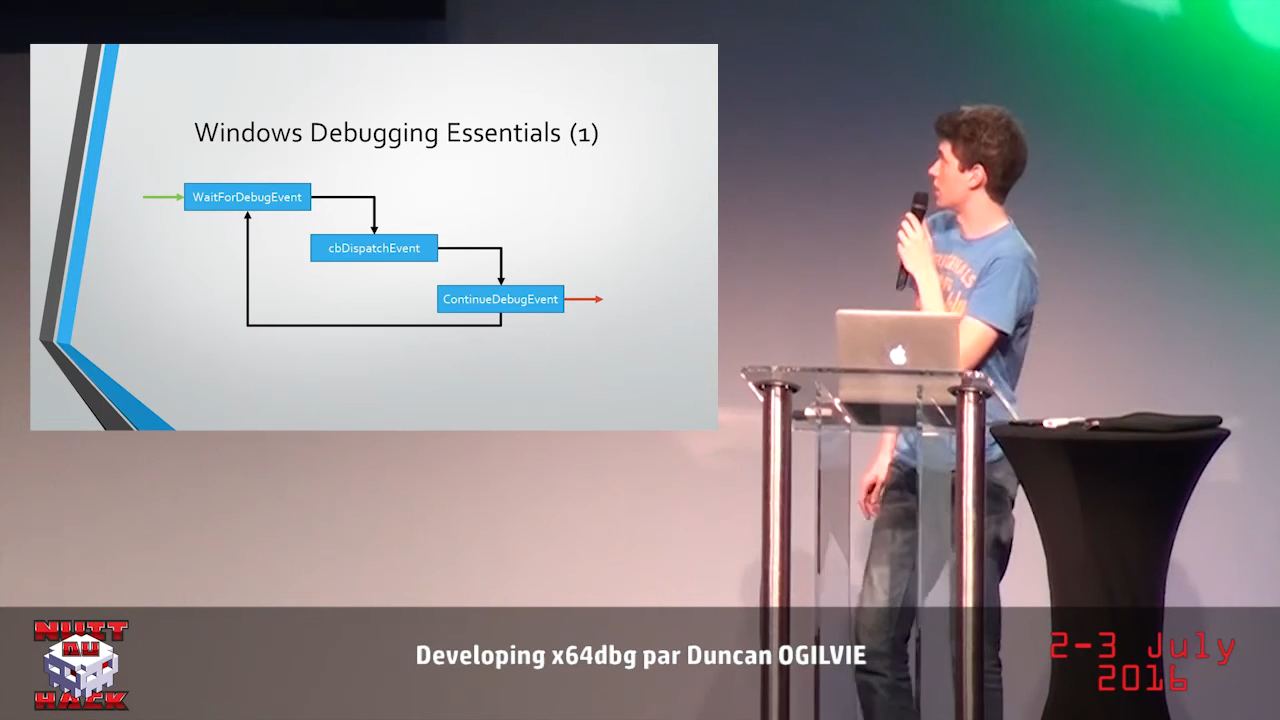 Windows Debugging Essentials (1)
WaitForDebugEvent
cbDispatchEvent
ContinueDebugEvent
NUIT
DU
HACK
Developing x64dbg par Duncan OGILVIE
2-3 July
2016